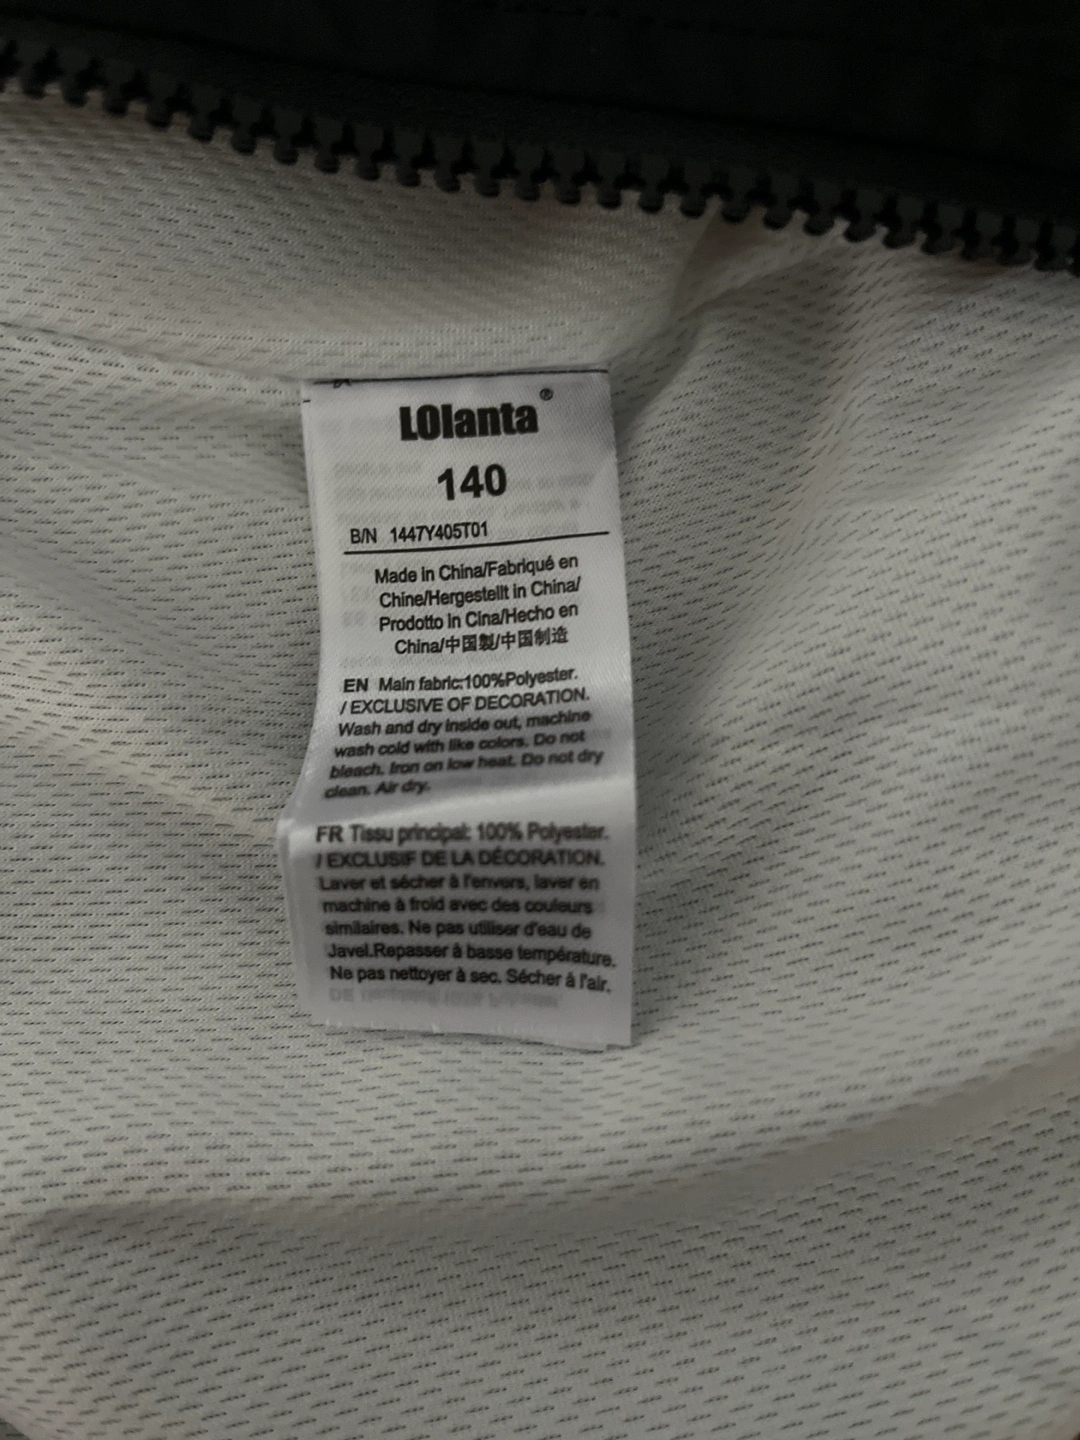 LOlanta®
140
B/N 1447Y405T01
Made in China/Fabriqué en
Chine/Hergestellt in China/
Prodotto in Cina/Hecho en
China/中国製/中国制造
EN Main fabric:100%Polyester.
/ EXCLUSIVE OF DECORATION.
Wash and dry inside out, machine
wash cold with like colors. Do not
bleach. Iron on low heat. Do not dry
clean. Air dry.
FR Tissu principal: 100% Polyester.
/ EXCLUSIF DE LA DÉCORATION.
Laver et sécher à l'envers, laver en
machine à froid avec des couleurs
similaires. Ne pas utiliser d'eau de
Javel.Repasser à basse température.
Ne pas nettoyer à sec. Sécher à l'air.